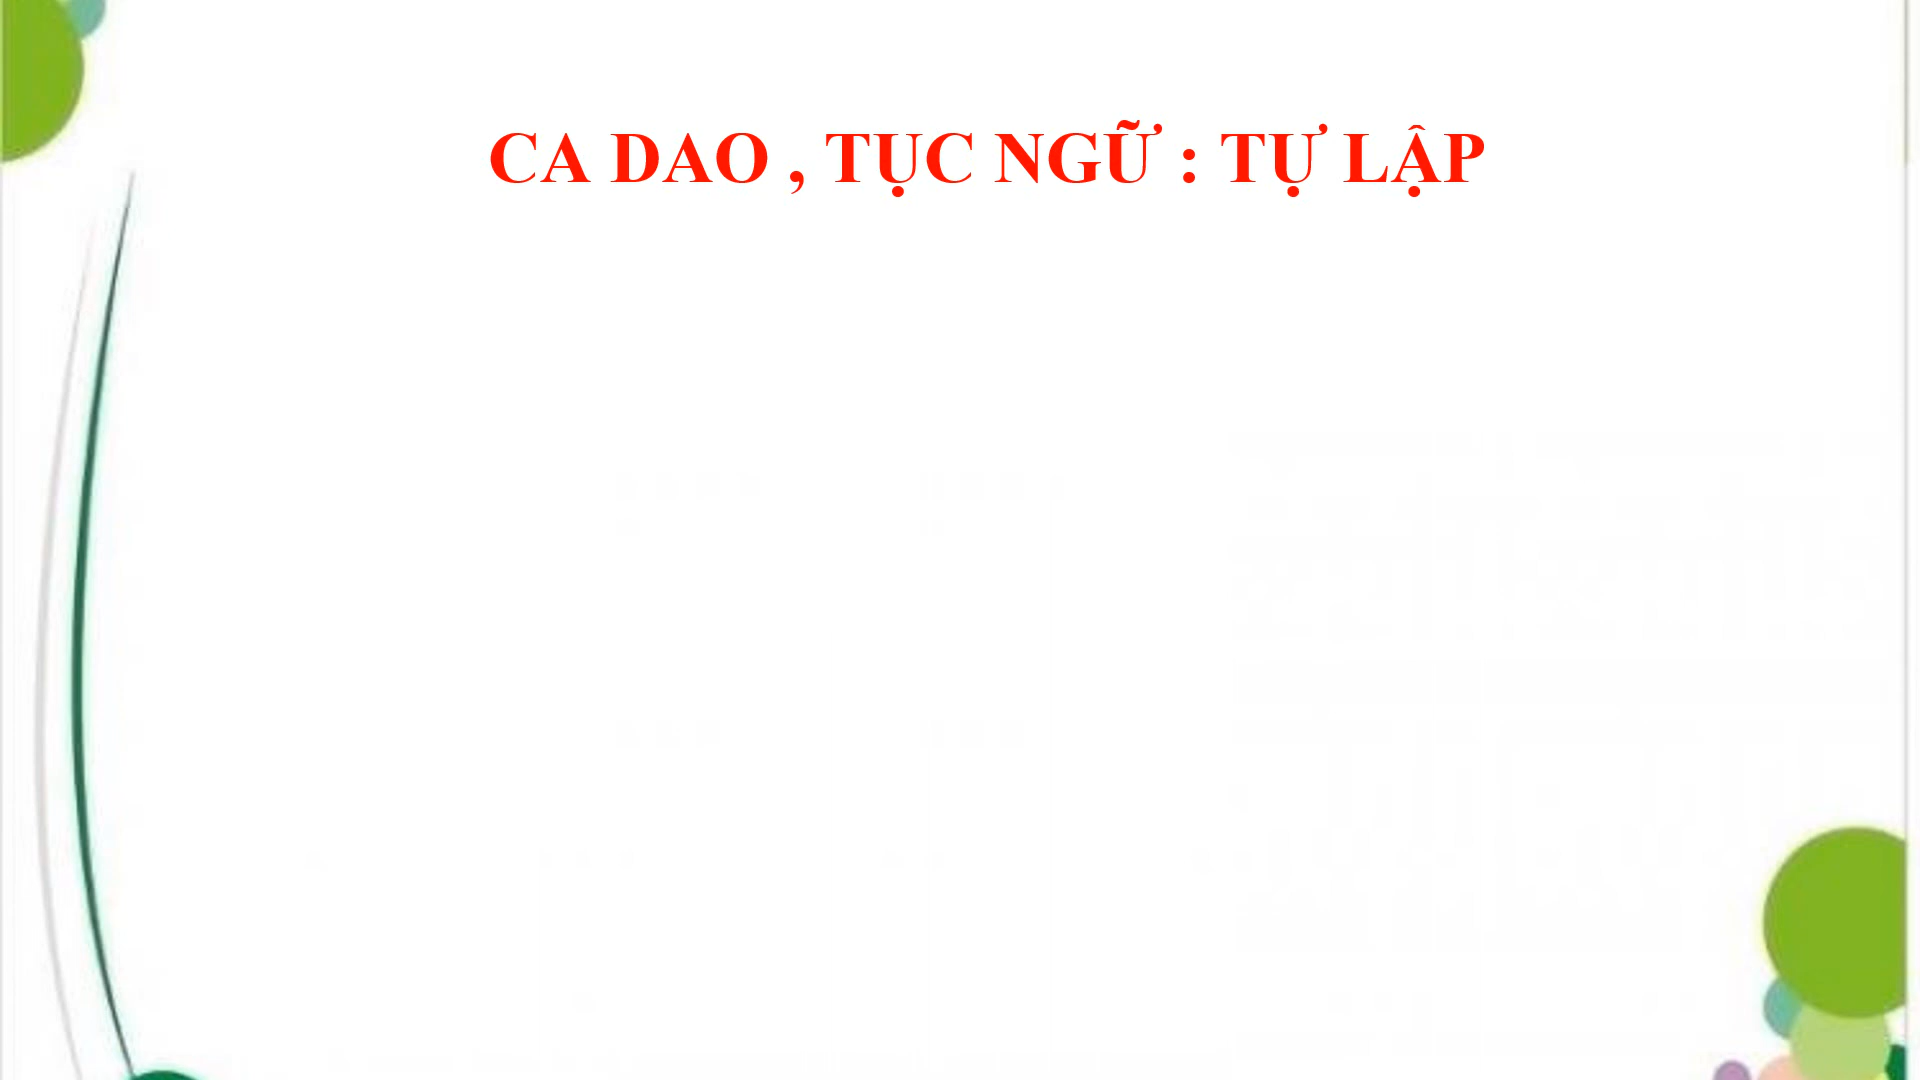 CA DAO , TỤC NGỮ : TỰ LẬP